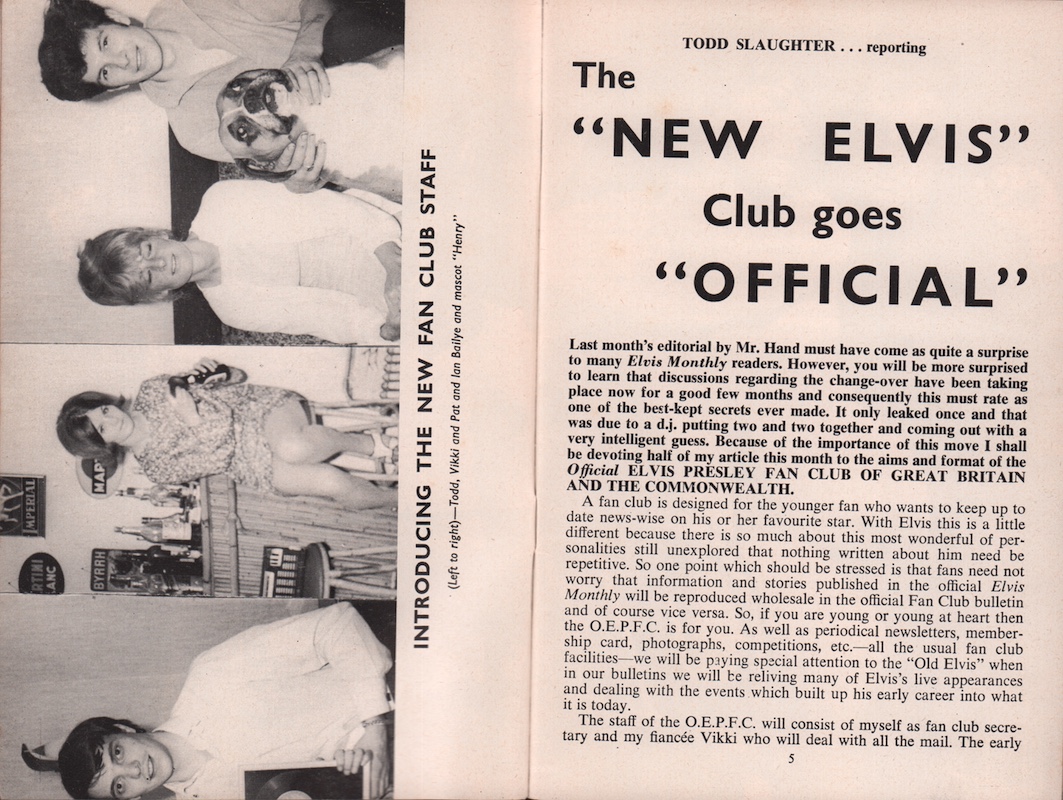 INTRODUCING THE NEW FAN CLUB STAFF
(Left to right)—Todd, Vikki and Pat and Ian Bailye and mascot "Henry"
IMPERIAL
BYRRH
TODD SLAUGHTER . . . reporting
The
“NEW ELVIS”
Club goes
“OFFICIAL”
Last month's editorial by Mr. Hand must have come as quite a surprise
to many Elvis Monthly readers. However, you will be more surprised
to learn that discussions regarding the change-over have been taking
place now for a good few months and consequently this must rate as
one of the best-kept secrets ever made. It only leaked once and that
was due to a d.j. putting two and two together and coming out with a
very intelligent guess. Because of the importance of this move I shall
be devoting half of my article this month to the aims and format of the
Official ELVIS PRESLEY FAN CLUB OF GREAT BRITAIN
AND THE COMMONWEALTH.
A fan club is designed for the younger fan who wants to keep up to
date news-wise on his or her favourite star. With Elvis this is a little
different because there is so much about this most wonderful of per-
sonalities still unexplored that nothing written about him need be
repetitive. So one point which should be stressed is that fans need not
worry that information and stories published in the official Elvis
Monthly will be reproduced wholesale in the official Fan Club bulletin
and of course vice versa. So, if you are young or young at heart then
the O.E.P.F.C. is for you. As well as periodical newsletters, member-
ship card, photographs, competitions, etc.—all the usual fan club
facilities—we will be paying special attention to the “Old Elvis” when
in our bulletins we will be reliving many of Elvis's live appearances
and dealing with the events which built up his early career into what
it is today.
The staff of the O.E.P.F.C. will consist of myself as fan club secre-
tary and my fiancée Vikki who will deal with all the mail. The early
5